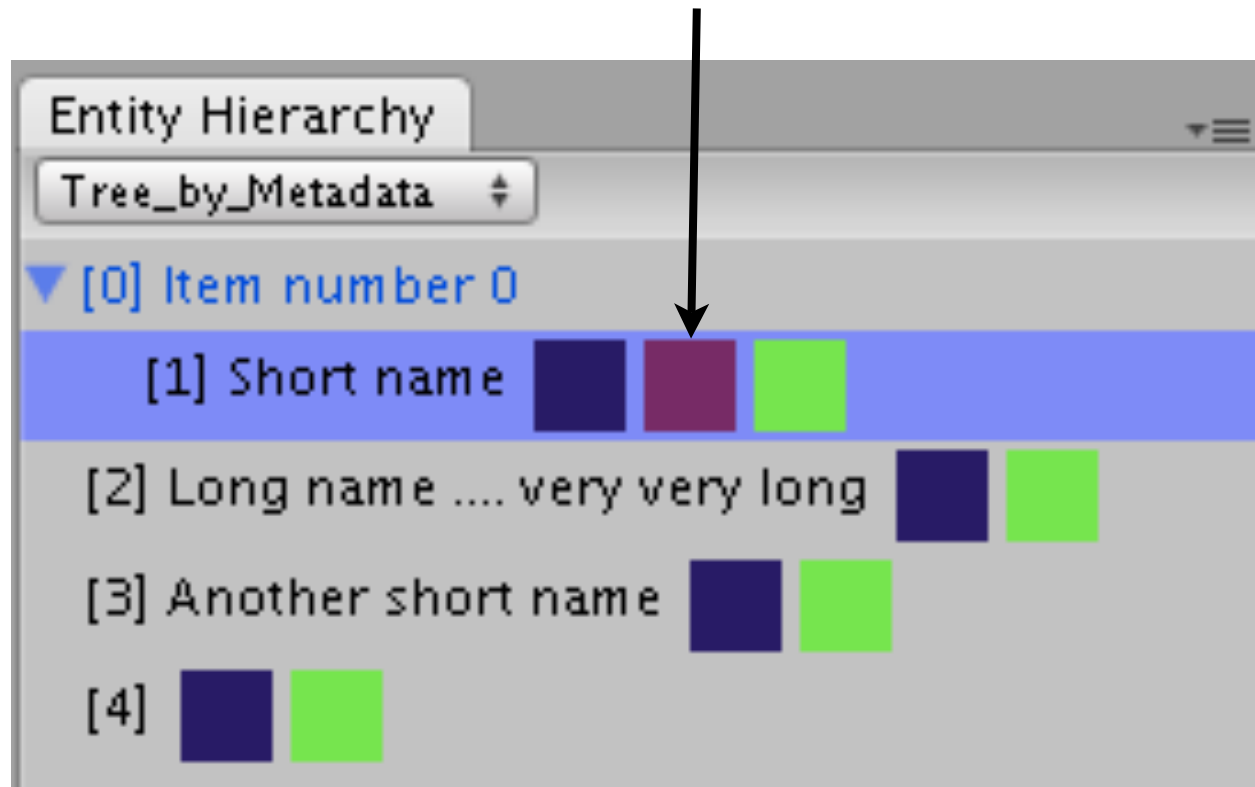 Entity Hierarchy
Tree_by_Metadata
[0] Item number 0
[1] Short name
[2] Long name .... very very long
[3] Another short name
[4]